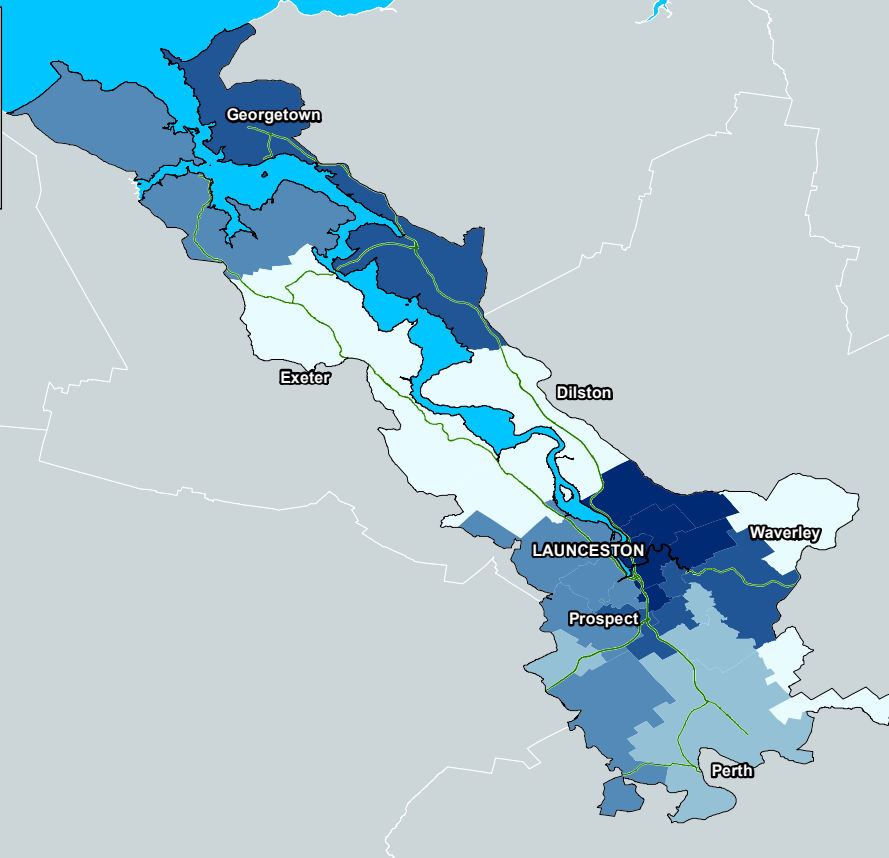 Georgetown
Exeter
Dilston
Waverley
LAUNCESTON
Prospect
Perth